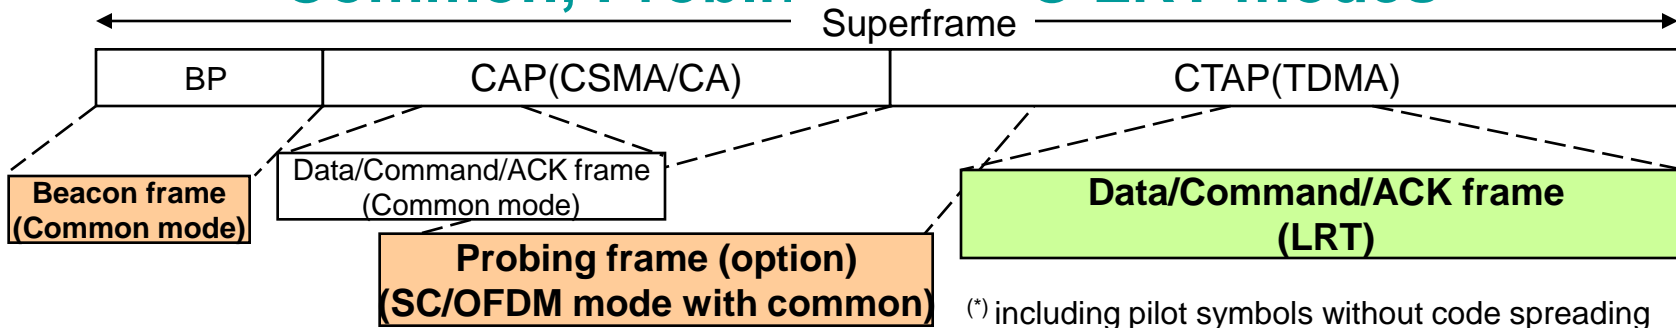 Superframe
BP
CAP(CSMA/CA)
CTAP(TDMA)
Data/Command/ACK frame
(Common mode)
Beacon frame
(Common mode)
Data/Command/ACK frame
(LRT)
Probing frame (option)
(SC/OFDM mode with common)
(*) including pilot symbols without code spreading